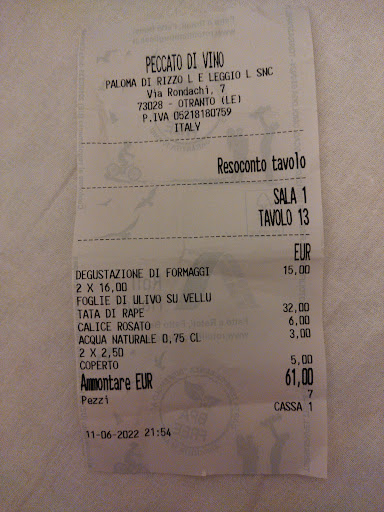 PECCATO DI VINO
PALOMA DI RIZZO L E LEGGIO L SNC
Via Rondachi, 7
73028 - OTRANTO (LE)
P.IVA 05218180759
ITALY
Resoconto tavolo
SALA 1
TAVOLO 13
EUR
DEGUSTAZIONE DI FORMAGGI 15,00
2 X 16,00
FOGLIE DI ULIVO SU VELLU
TATA DI RAPE 32,00
CALICE ROSATO 6,00
ACQUA NATURALE 0,75 CL 3,00
2 X 2,50
COPERTO 5,00
Ammontare EUR 61,00
Pezzi 7
CASSA 1
11-06-2022 21:54